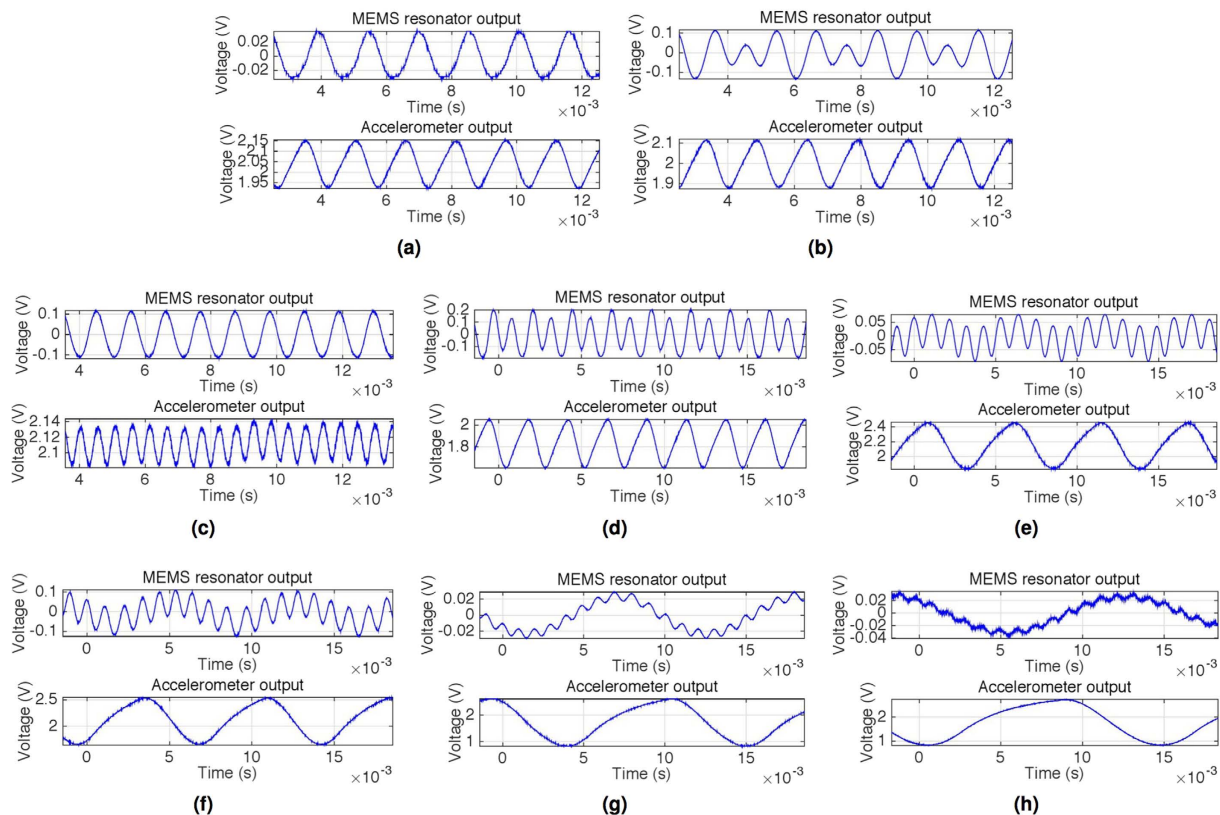 MEMS resonator output
Voltage (V)
0.02
0
-0.02
4 6 8 10 12
Time (s)
×10⁻³
Accelerometer output
Voltage (V)
2.15
2.1
2.05
2
1.95
4 6 8 10 12
Time (s)
×10⁻³
(a)
MEMS resonator output
Voltage (V)
0.1
0
-0.1
4 6 8 10 12
Time (s)
×10⁻³
Accelerometer output
Voltage (V)
2.1
2
1.9
4 6 8 10 12
Time (s)
×10⁻³
(b)
MEMS resonator output
Voltage (V)
0.1
0
-0.1
4 6 8 10 12
Time (s)
×10⁻³
Accelerometer output
Voltage (V)
2.14
2.12
2.1
4 6 8 10 12
Time (s)
×10⁻³
(c)
MEMS resonator output
Voltage (V)
0.2
0.1
0
-0.1
0 5 10 15
Time (s)
×10⁻³
Accelerometer output
Voltage (V)
2
1.8
0 5 10 15
Time (s)
×10⁻³
(d)
MEMS resonator output
Voltage (V)
0.05
0
-0.05
0 5 10 15
Time (s)
×10⁻³
Accelerometer output
Voltage (V)
2.4
2.2
2
0 5 10 15
Time (s)
×10⁻³
(e)
MEMS resonator output
Voltage (V)
0.1
0
-0.1
0 5 10 15
Time (s)
×10⁻³
Accelerometer output
Voltage (V)
2.5
2
0 5 10 15
Time (s)
×10⁻³
(f)
MEMS resonator output
Voltage (V)
0.02
0
-0.02
0 5 10 15
Time (s)
×10⁻³
Accelerometer output
Voltage (V)
2
1
0 5 10 15
Time (s)
×10⁻³
(g)
MEMS resonator output
Voltage (V)
0.02
0
-0.02
-0.04
0 5 10 15
Time (s)
×10⁻³
Accelerometer output
Voltage (V)
2
1
0 5 10 15
Time (s)
×10⁻³
(h)